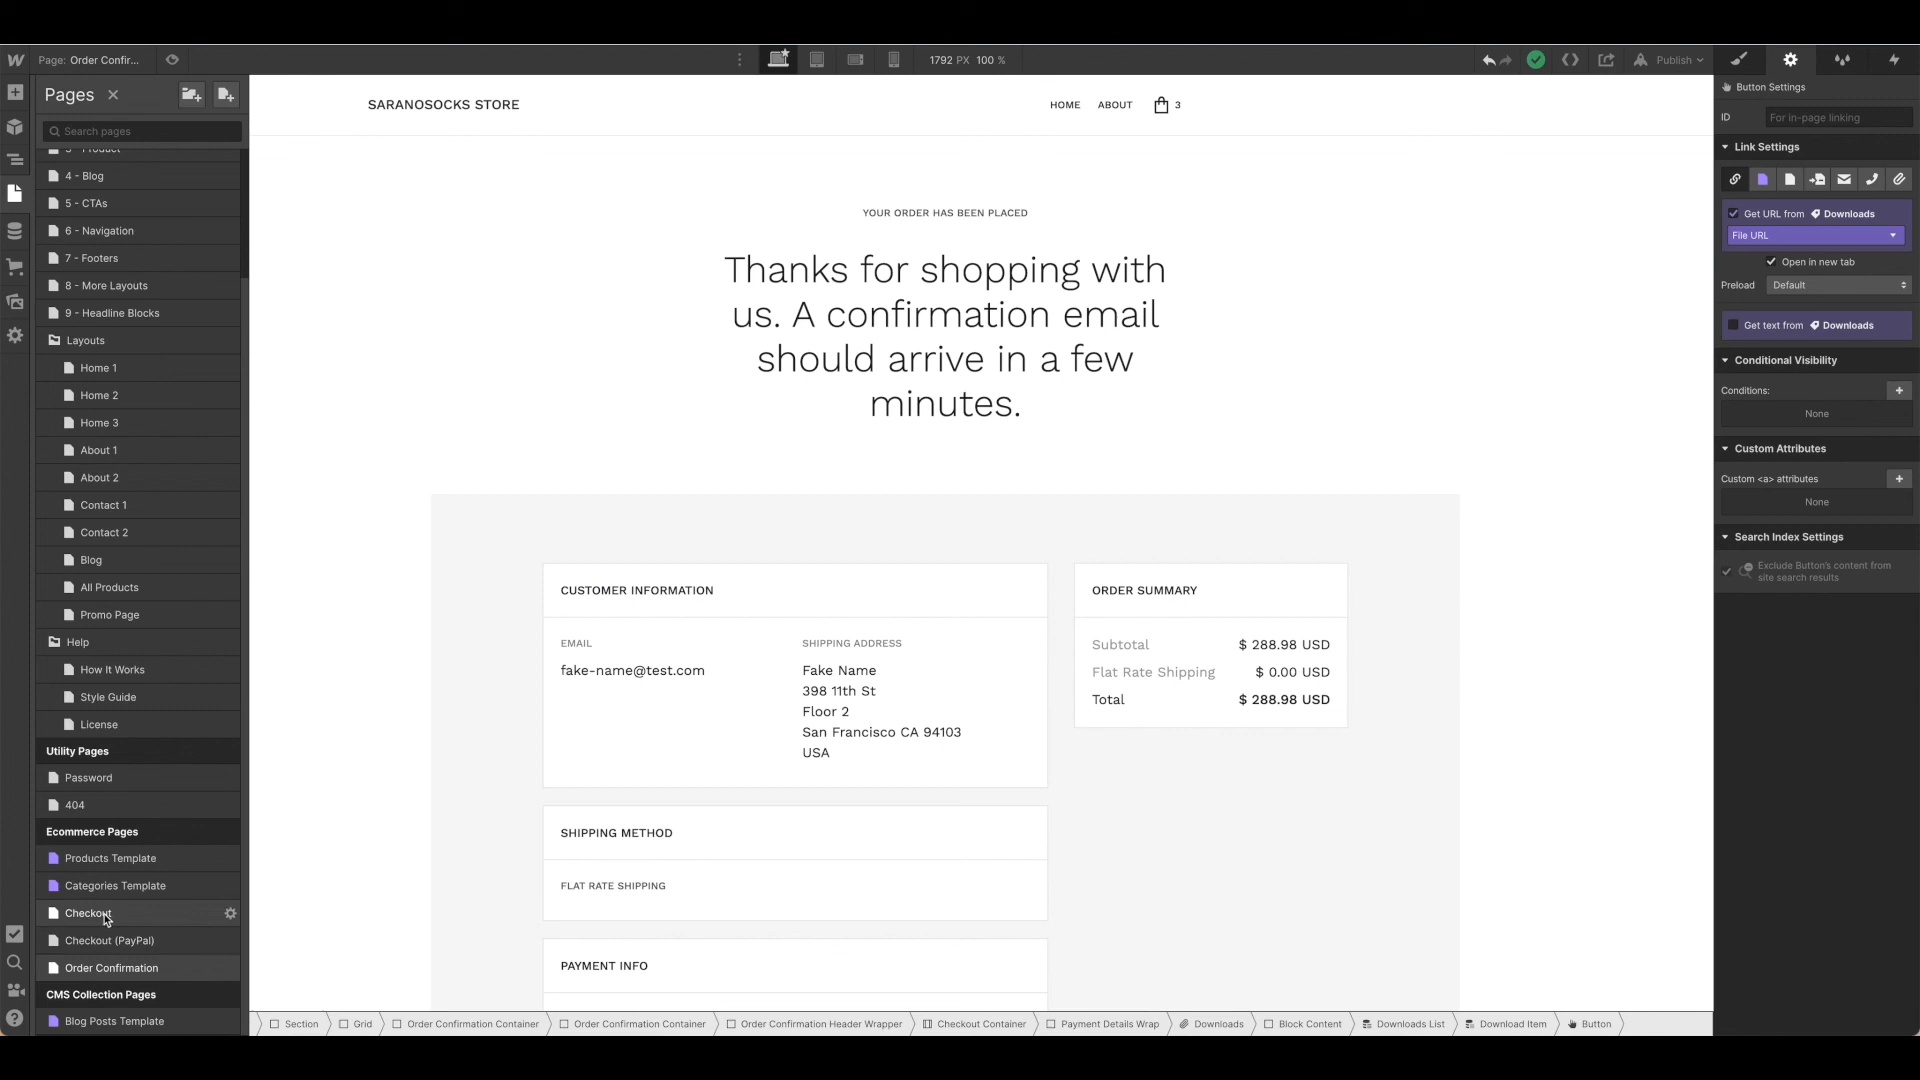 Page: Order Confir...
1792 PX 100 %
Publish
Pages
Search pages
3 - Product
4 - Blog
5 - CTAs
6 - Navigation
7 - Footers
8 - More Layouts
9 - Headline Blocks
Layouts
Home 1
Home 2
Home 3
About 1
About 2
Contact 1
Contact 2
Blog
All Products
Promo Page
Help
How It Works
Style Guide
License
Utility Pages
Password
404
Ecommerce Pages
Products Template
Categories Template
Checkout
Checkout (PayPal)
Order Confirmation
CMS Collection Pages
Blog Posts Template
SARANOSOCKS STORE
HOME ABOUT 3
YOUR ORDER HAS BEEN PLACED
Thanks for shopping with
us. A confirmation email
should arrive in a few
minutes.
CUSTOMER INFORMATION
EMAIL
fake-name@test.com
SHIPPING ADDRESS
Fake Name
398 11th St
Floor 2
San Francisco CA 94103
USA
ORDER SUMMARY
Subtotal $ 288.98 USD
Flat Rate Shipping $ 0.00 USD
Total $ 288.98 USD
SHIPPING METHOD
FLAT RATE SHIPPING
PAYMENT INFO
Section Grid Order Confirmation Container Order Confirmation Container Order Confirmation Header Wrapper Checkout Container Payment Details Wrap Downloads Block Content Downloads List Download Item Button
Button Settings
ID For in-page linking
Link Settings
Get URL from Downloads
File URL
Open in new tab
Preload Default
Get text from Downloads
Conditional Visibility
Conditions:
None
Custom Attributes
Custom <a> attributes
None
Search Index Settings
Exclude Button's content from
site search results